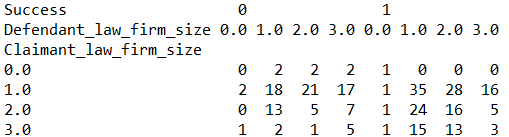 Success 0 1
Defendant_law_firm_size 0.0 1.0 2.0 3.0 0.0 1.0 2.0 3.0
Claimant_law_firm_size
0.0 0 2 2 2 1 0 0 0
1.0 2 18 21 17 1 35 28 16
2.0 0 13 5 7 1 24 16 5
3.0 1 2 1 5 1 15 13 3